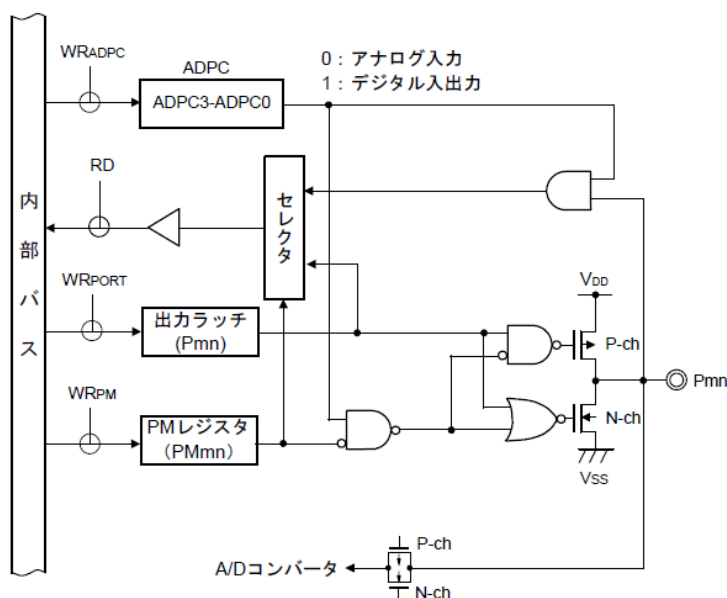 WRADPC
ADPC
ADPC3-ADPC0
0：アナログ入力
1：デジタル入出力
RD
セレクタ
内部バス
WRPORT
出力ラッチ
(Pmn)
VDD
P-ch
Pmn
N-ch
VSS
WRPM
PMレジスタ
（PMmn）
P-ch
A/Dコンバータ
N-ch